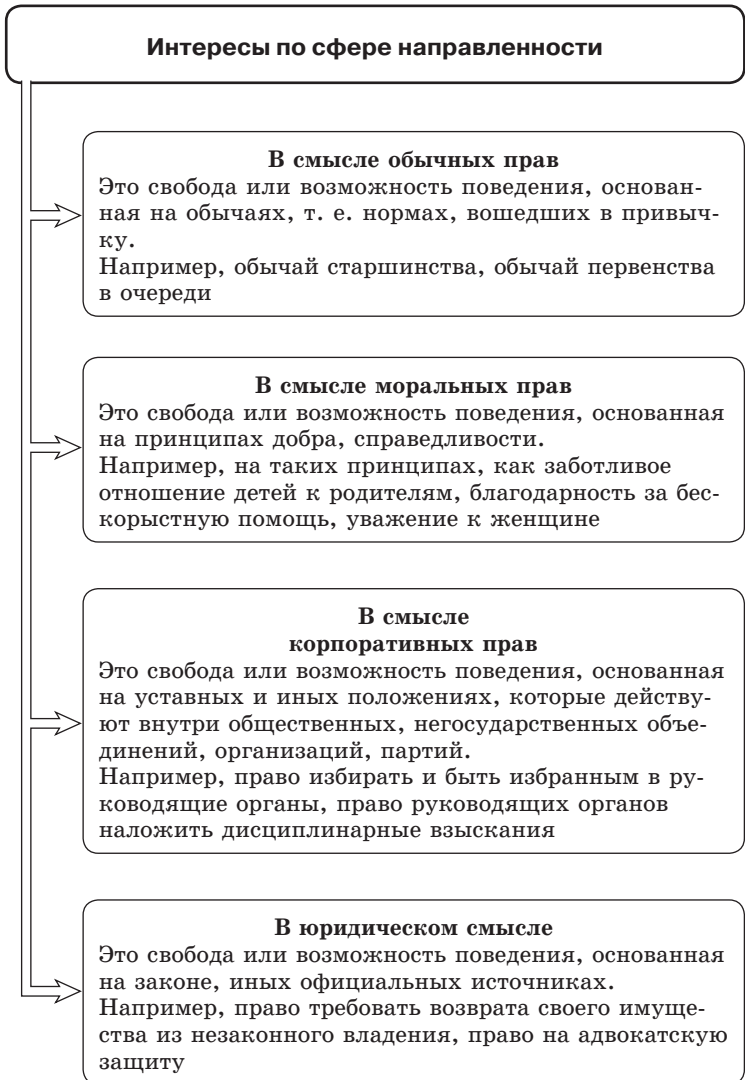 Интересы по сфере направленности
В смысле обычных прав
Это свобода или возможность поведения, основан-
ная на обычаях, т. е. нормах, вошедших в привыч-
ку.
Например, обычай старшинства, обычай первенства
в очереди
В смысле моральных прав
Это свобода или возможность поведения, основанная
на принципах добра, справедливости.
Например, на таких принципах, как заботливое
отношение детей к родителям, благодарность за бес-
корыстную помощь, уважение к женщине
В смысле
корпоративных прав
Это свобода или возможность поведения, основанная
на уставных и иных положениях, которые действу-
ют внутри общественных, негосударственных объе-
динений, организаций, партий.
Например, право избирать и быть избранным в ру-
ководящие органы, право руководящих органов
наложить дисциплинарные взыскания
В юридическом смысле
Это свобода или возможность поведения, основанная
на законе, иных официальных источниках.
Например, право требовать возврата своего имуще-
ства из незаконного владения, право на адвокатскую
защиту